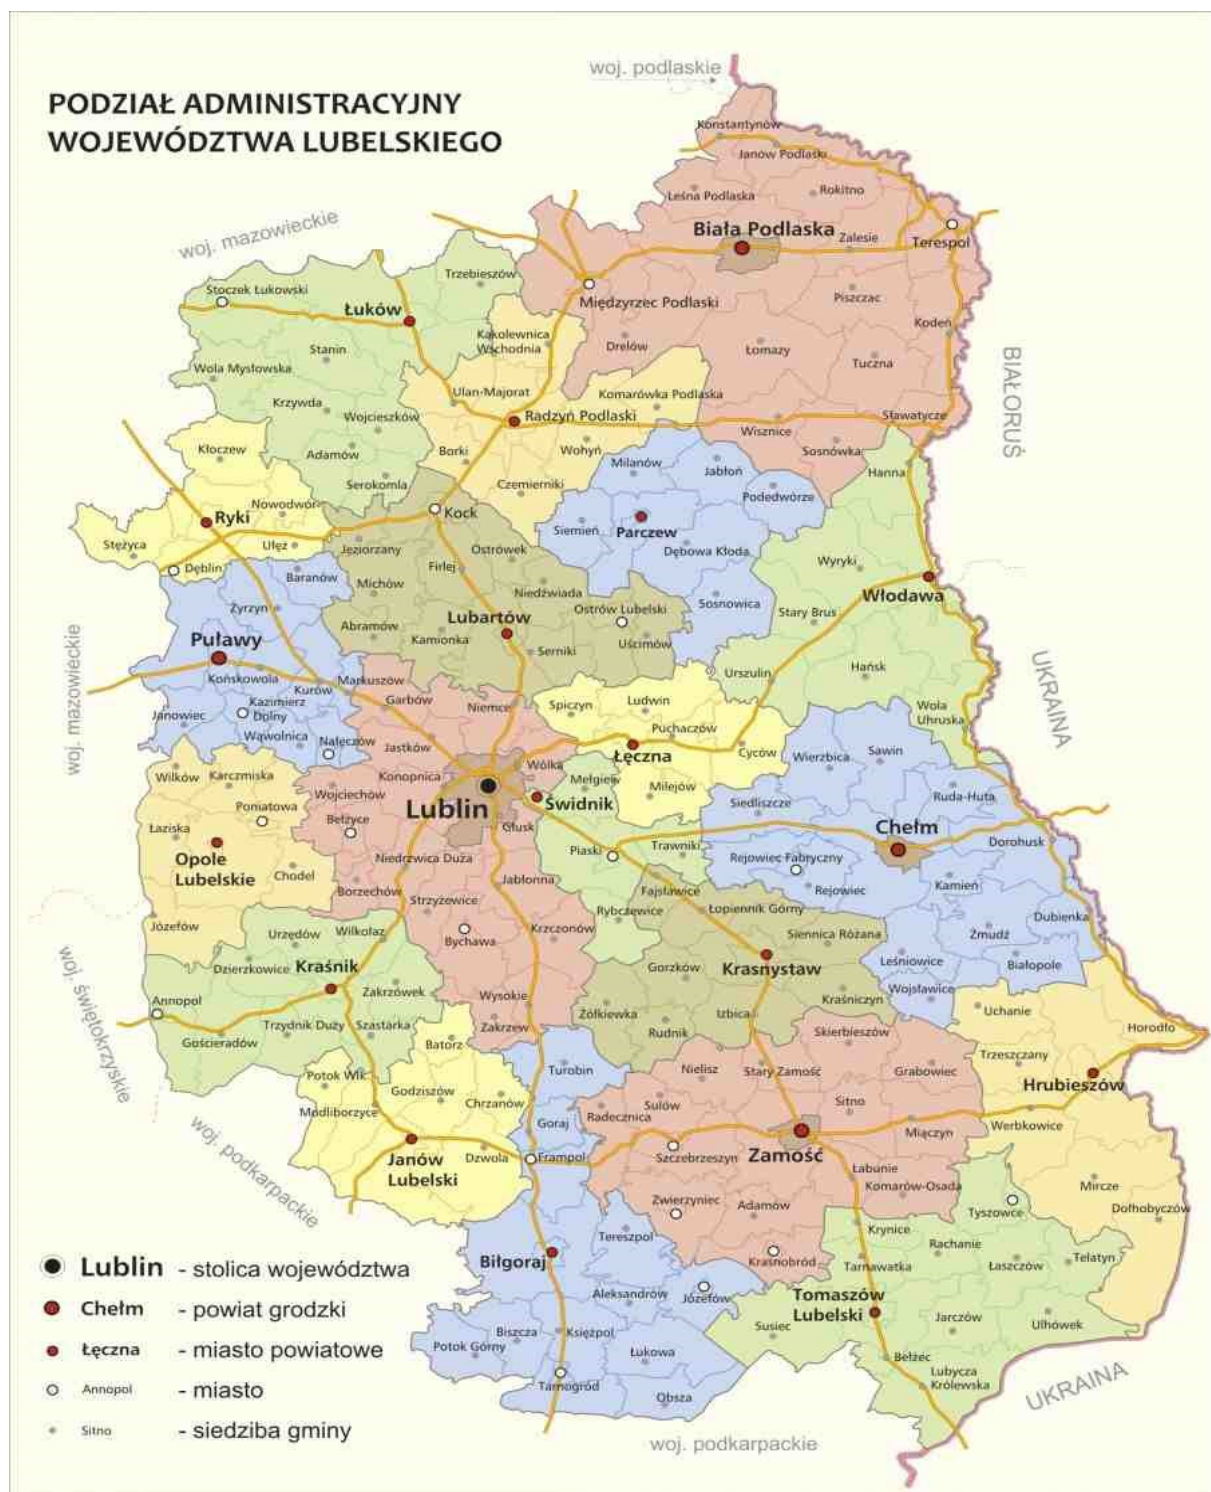 woj. podlaskie
PODZIAŁ ADMINISTRACYJNY
WOJEWÓDZTWA LUBELSKIEGO
Konstantynów
Janów Podlaski
Leśna Podlaska
Rokitno
woj. mazowieckie
Biała Podlaska
Zalesie
Terespol
Trzebieszów
Stoczek Łukowski
Międzyrzec Podlaski
Piszczac
Łuków
Kodeń
Kąkolewnica
Wschodnia
Drelów
Łomazy
Stanin
Tuczna
Wola Mysłowska
BIAŁORUŚ
Ulan-Majorat
Komarówka Podlaska
Krzywda
Wojcieszków
Radzyń Podlaski
Sławatycze
Wisznice
Kłoczew
Adamów
Borki
Wohyń
Sosnówka
Milanów
Jabłoń
Hanna
Serokomla
Czemierniki
Podedwórze
Nowodwór
Ryki
Kock
Siemień
Parczew
Stężyca
Ułęż
Jeziorzany
Ostrówek
Dębowa Kłoda
Dęblin
Baranów
Firlej
Wyryki
Michów
Niedźwiada
Włodawa
Żyrzyn
Ostrów Lubelski
Sosnowica
Stary Brus
Abramów
Lubartów
Kamionka
Puławy
Serniki
Uścimów
woj. mazowieckie
Końskowola
Markuszów
Urszulin
Hańsk
UKRAINA
Kurów
Garbów
Niemce
Spiczyn
Ludwin
Kazimierz
Dolny
Janowiec
Wola
Uhruska
Wąwolnica
Nałęczów
Jastków
Puchaczów
Łęczna
Cyców
Wierzbica
Sawin
Wilków
Karczmiska
Konopnica
Wólka
Mełgiew
Milejów
Wojciechów
Poniatowa
Lublin
Świdnik
Siedliszcze
Ruda-Huta
Bełżyce
Łaziska
Głusk
Chełm
Dorohusk
Opole
Lubelskie
Niedrzwica Duża
Piaski
Trawniki
Rejowiec Fabryczny
Chodel
Jabłonna
Borzechów
Fajsławice
Rejowiec
Kamień
Strzyżewice
Rybczewice
Łopiennik Górny
Dubienka
Józefów
Urzędów
Wilkołaz
Bychawa
Krzczonów
Siennica Różana
Żmudź
Dzierzkowice
Kraśnik
Gorzków
Krasnystaw
Leśniowice
Białopole
woj. świętokrzyskie
Annopol
Zakrzówek
Wysokie
Kraśniczyn
Wojsławice
Uchanie
Żółkiewka
Izbica
Trzydnik Duży
Szastarka
Zakrzew
Rudnik
Skierbieszów
Horodło
Gościeradów
Batorz
Trzeszczany
Turobin
Nielisz
Stary Zamość
Grabowiec
Potok Wlk.
Godziszów
Hrubieszów
Modliborzyce
Chrzanów
Radecznica
Sułów
Sitno
woj. podkarpackie
Goraj
Werbkowice
Miączyn
Janów
Lubelski
Dzwola
Frampol
Szczebrzeszyn
Zamość
Łabunie
Komarów-Osada
Mircze
Zwierzyniec
Adamów
Tyszowce
Dołhobyczów
Tereszpol
Krynice
Rachanie
Biłgoraj
Krasnobród
Tarnawatka
Łaszczów
Telatyn
Aleksandrów
Józefów
Tomaszów
Lubelski
Biszcza
Księżpol
Susiec
Jarczów
Ulhówek
Potok Górny
Łukowa
Bełżec
Tarnogród
Obsza
Lubycza
Królewska
UKRAINA
woj. podkarpackie
Lublin - stolica województwa
Chełm - powiat grodzki
Łęczna - miasto powiatowe
Annopol - miasto
Sitno - siedziba gminy